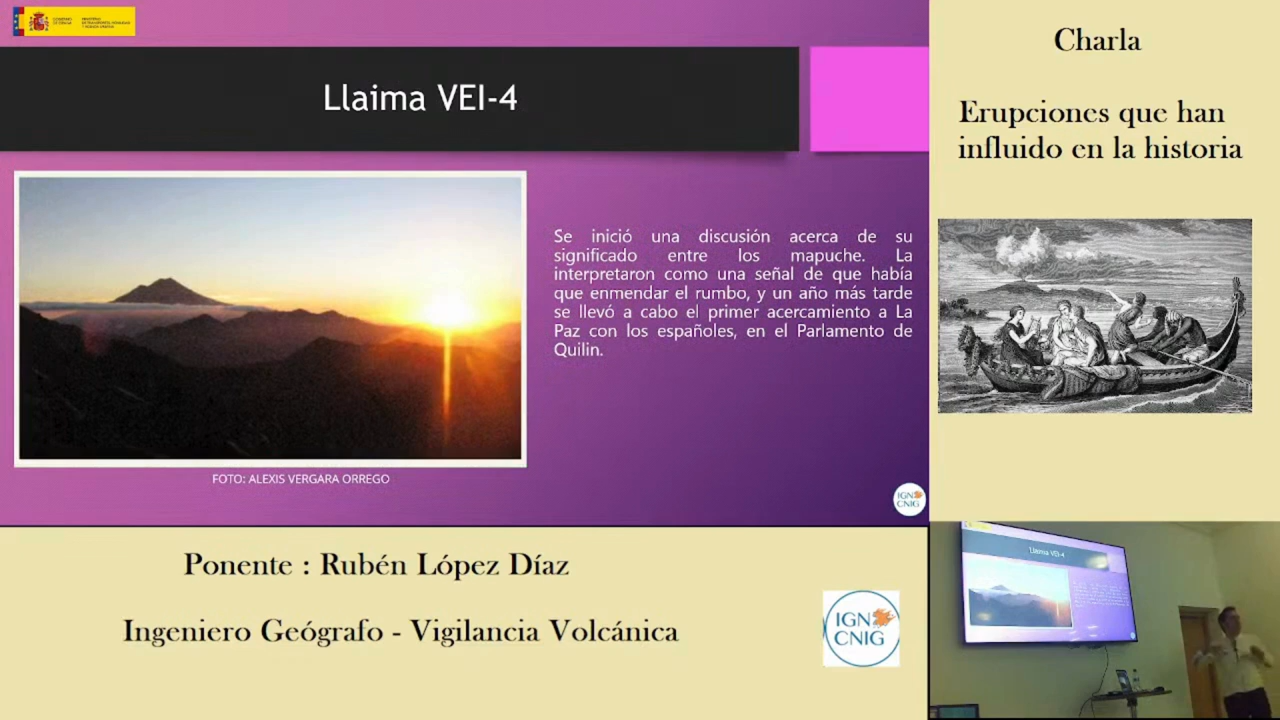 GOBIERNO
DE ESPAÑA
Llaima VEI-4
Se inició una discusión acerca de su
significado entre los mapuche. La
interpretaron como una señal de que había
que enmendar el rumbo, y un año más tarde
se llevó a cabo el primer acercamiento a La
Paz con los españoles, en el Parlamento de
Quilin.
FOTO: ALEXIS VERGARA ORREGO
IGN
CNIG
Charla
Erupciones que han
influido en la historia
Ponente : Rubén López Díaz
Ingeniero Geógrafo - Vigilancia Volcánica
IGN
CNIG
Llaima VEI-4